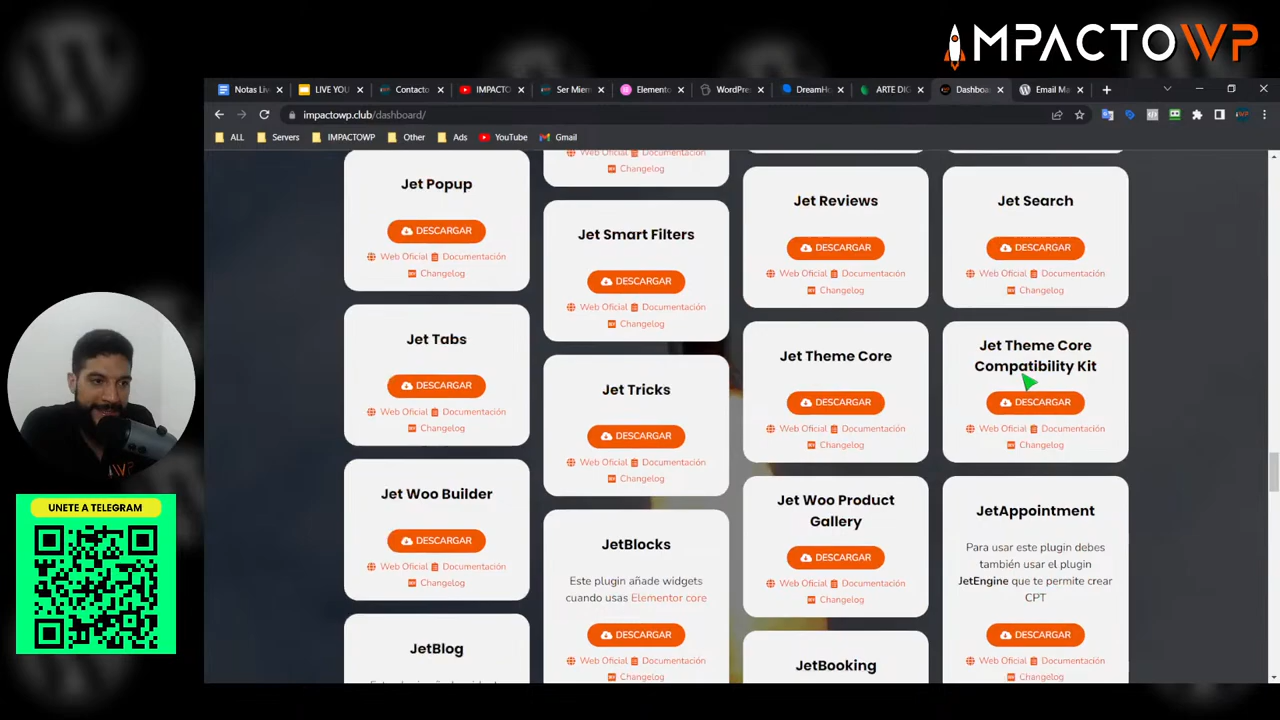 IMPACTOWP
Notas Liv
LIVE YOU
Contacto
IMPACTO
Ser Miem
Elemento
WordPres
DreamHo
ARTE DIG
Dashboa
Email Ma
impactowp.club/dashboard/
ALL
Servers
IMPACTOWP
Other
Ads
YouTube
Gmail
Jet Popup
DESCARGAR
Web Oficial Documentación
Changelog
Jet Tabs
DESCARGAR
Web Oficial Documentación
Changelog
Jet Woo Builder
DESCARGAR
Web Oficial Documentación
Changelog
JetBlog
Web Oficial Documentación
Changelog
Jet Smart Filters
DESCARGAR
Web Oficial Documentación
Changelog
Jet Tricks
DESCARGAR
Web Oficial Documentación
Changelog
JetBlocks
Este plugin añade widgets
cuando usas Elementor core
DESCARGAR
Web Oficial Documentación
Changelog
Jet Reviews
DESCARGAR
Web Oficial Documentación
Changelog
Jet Theme Core
DESCARGAR
Web Oficial Documentación
Changelog
Jet Woo Product
Gallery
DESCARGAR
Web Oficial Documentación
Changelog
JetBooking
Jet Search
DESCARGAR
Web Oficial Documentación
Changelog
Jet Theme Core
Compatibility Kit
DESCARGAR
Web Oficial Documentación
Changelog
JetAppointment
Para usar este plugin debes
también usar el plugin
JetEngine que te permite crear
CPT
DESCARGAR
Web Oficial Documentación
Changelog
UNETE A TELEGRAM